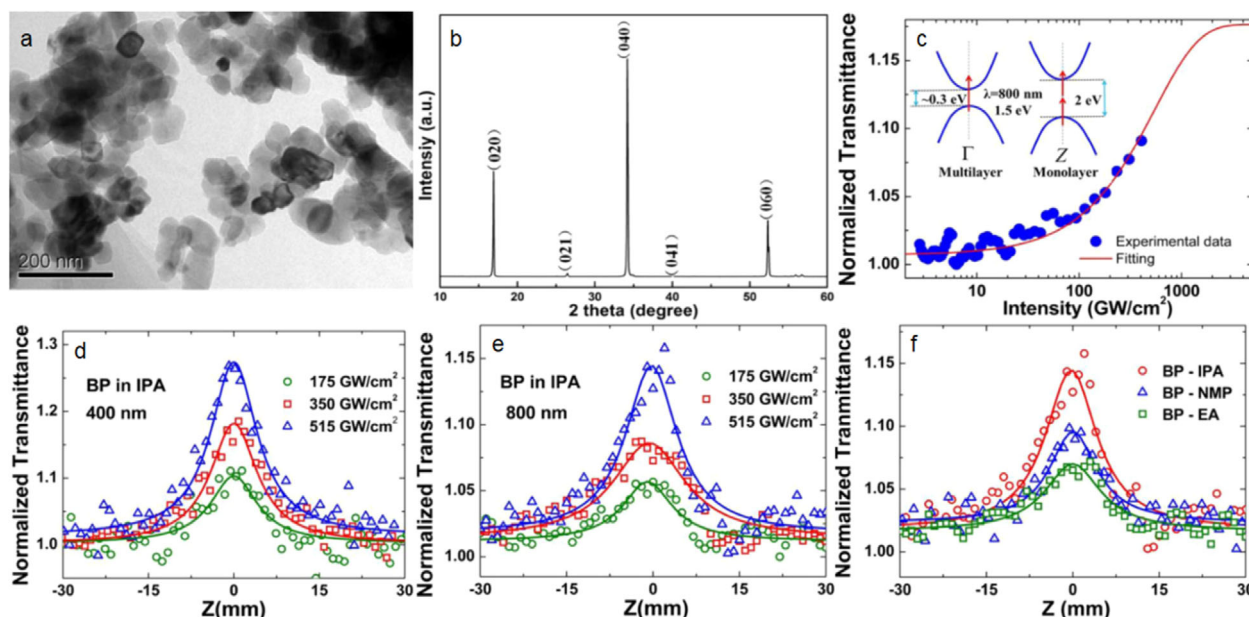 a
200 nm
b
Intensiy (a.u.)
(020)
(021)
(040)
(041)
(060)
10 20 30 40 50 60
2 theta (degree)
c
Normalized Transmittance
1.15
1.10
1.05
1.00
~0.3 eV
λ=800 nm
1.5 eV
2 eV
Γ
Z
Multilayer
Monolayer
Experimental data
Fitting
10 100 1000
Intensity (GW/cm²)
d
Normalized Transmittance
1.3
1.2
1.1
1.0
BP in IPA
400 nm
175 GW/cm²
350 GW/cm²
515 GW/cm²
-30 -15 0 15 30
Z(mm)
e
Normalized Transmittance
1.15
1.10
1.05
1.00
BP in IPA
800 nm
175 GW/cm²
350 GW/cm²
515 GW/cm²
-30 -15 0 15 30
Z(mm)
f
Normalized Tranmittance
1.15
1.10
1.05
1.00
BP - IPA
BP - NMP
BP - EA
-30 -15 0 15 30
Z (mm)